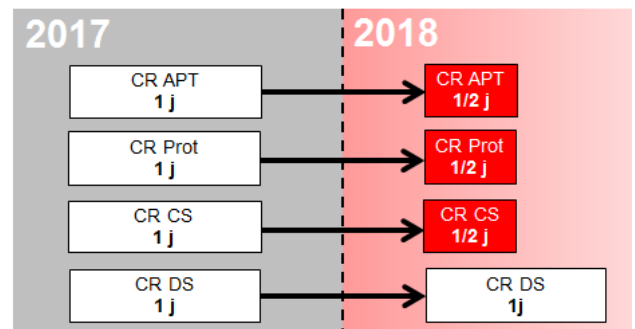 2017
2018
CR APT
1 j
CR APT
1/2 j
CR Prot
1 j
CR Prot
1/2 j
CR CS
1 j
CR CS
1/2 j
CR DS
1 j
CR DS
1j